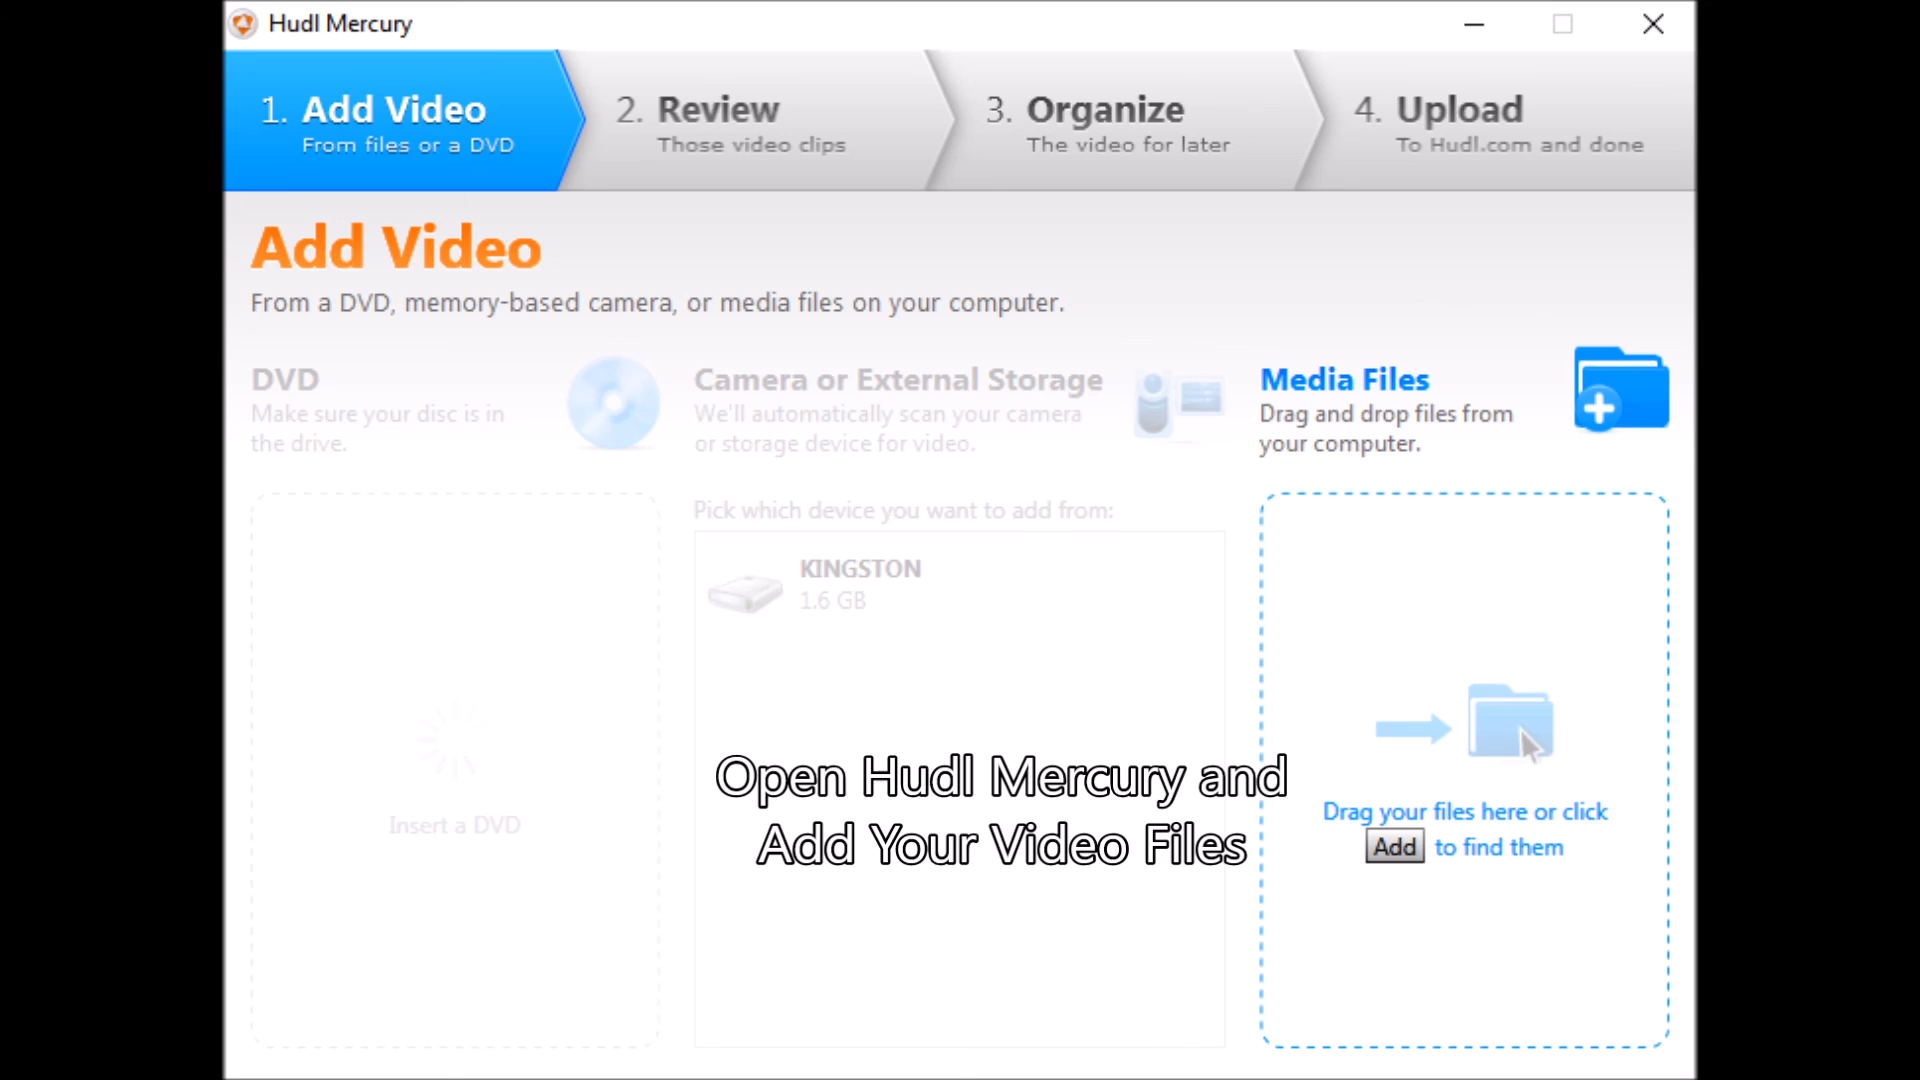 Hudl Mercury
1. Add Video
From files or a DVD
2. Review
Those video clips
3. Organize
The video for later
4. Upload
To Hudl.com and done
Add Video
From a DVD, memory-based camera, or media files on your computer.
DVD
Make sure your disc is in
the drive.
Insert a DVD
Camera or External Storage
We'll automatically scan your camera
or storage device for video.
Pick which device you want to add from:
KINGSTON
1.6 GB
Open Hudl Mercury and
Add Your Video Files
Media Files
Drag and drop files from
your computer.
Drag your files here or click
Add to find them